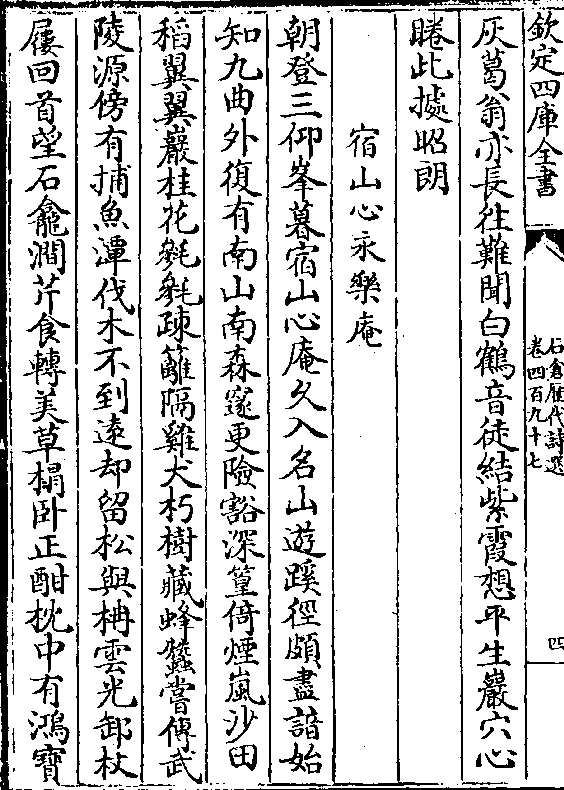 欽定四庫全書
石倉歷代詩選
卷四百九十七
四
灰葛翁亦長往難聞白鶴音徒結紫霞想平生巖穴心
睠此據昭朗
宿山心永樂庵
朝登三仰峯暮宿山心庵久入名山遊蹊徑頗盡諳始
知九曲外復有南山南森邃更險豁深篁倚煙嵐沙田
稻翼翼巖桂花毿毿疎籬隔雞犬朽樹藏蜂蠶嘗傳武
陵源傍有捕魚潭伐木不到遠却留松與枏雲光卸杖
屨回首望石龕澗芹食轉美草榻卧正酣枕中有鴻寶